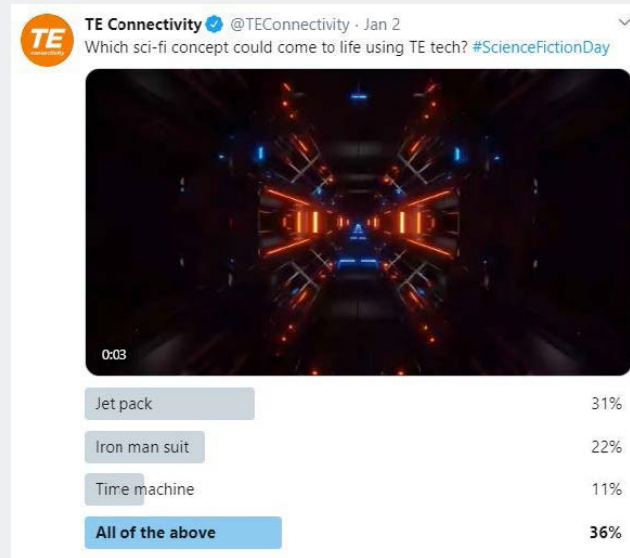 TE
connectivity
TE Connectivity @TEConnectivity · Jan 2
Which sci-fi concept could come to life using TE tech? #ScienceFictionDay
0:03
Jet pack 31%
Iron man suit 22%
Time machine 11%
All of the above 36%